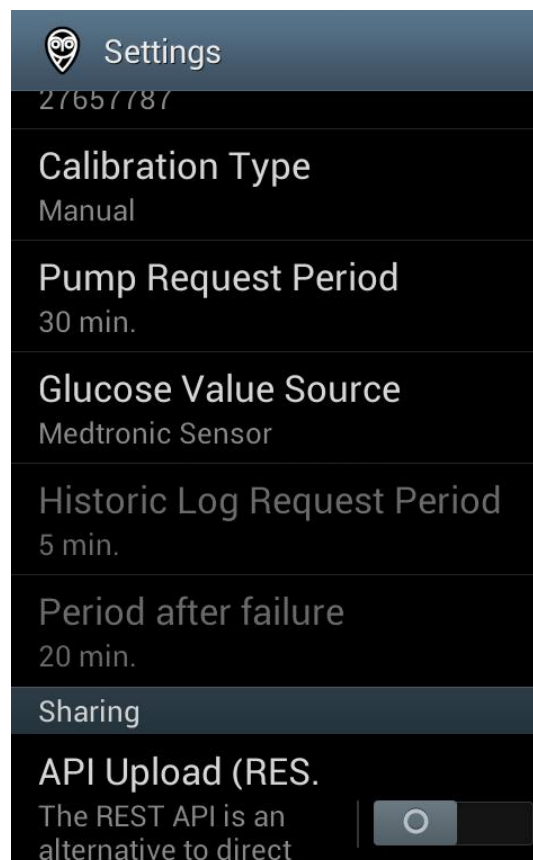 Settings
27657787
Calibration Type
Manual
Pump Request Period
30 min.
Glucose Value Source
Medtronic Sensor
Historic Log Request Period
5 min.
Period after failure
20 min.
Sharing
API Upload (RES.
The REST API is an
alternative to direct